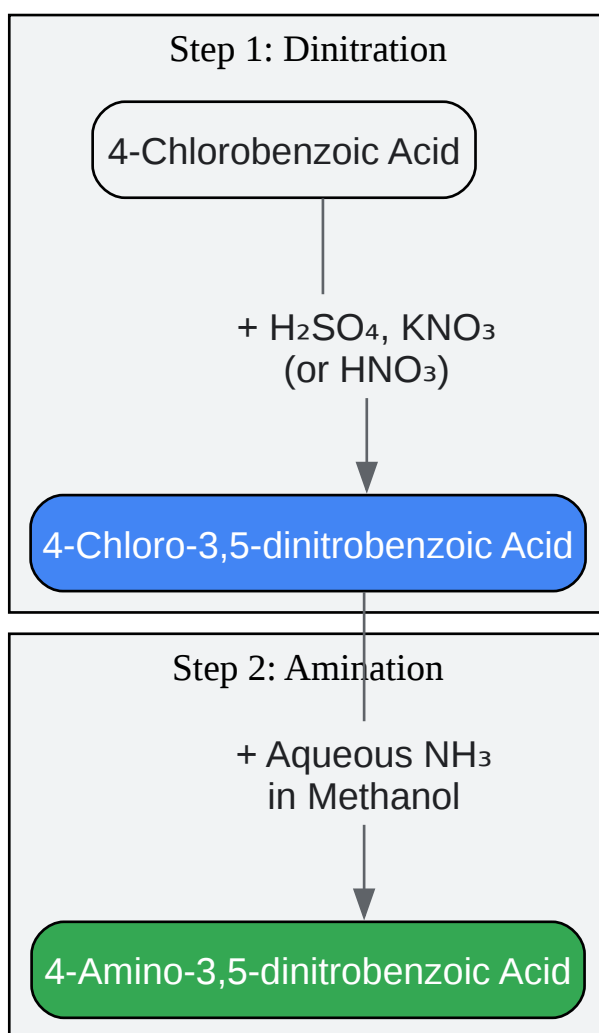 Step 1: Dinitration
4-Chlorobenzoic Acid
+ H₂SO₄, KNO₃
(or HNO₃)
4-Chloro-3,5-dinitrobenzoic Acid
Step 2: Amination
+ Aqueous NH₃
in Methanol
4-Amino-3,5-dinitrobenzoic Acid